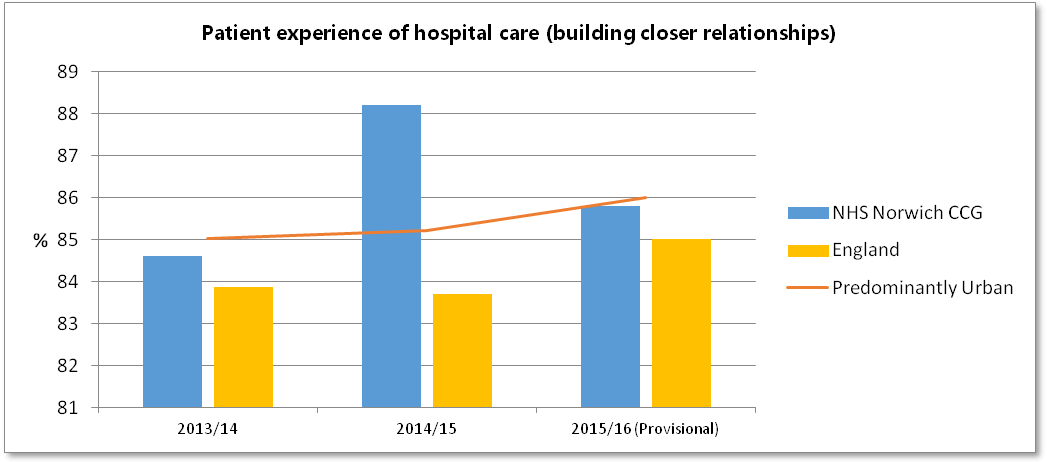 Patient experience of hospital care (building closer relationships)
89
88
87
86
85
84
83
82
81
%
2013/14
2014/15
2015/16 (Provisional)
NHS Norwich CCG
England
Predominantly Urban